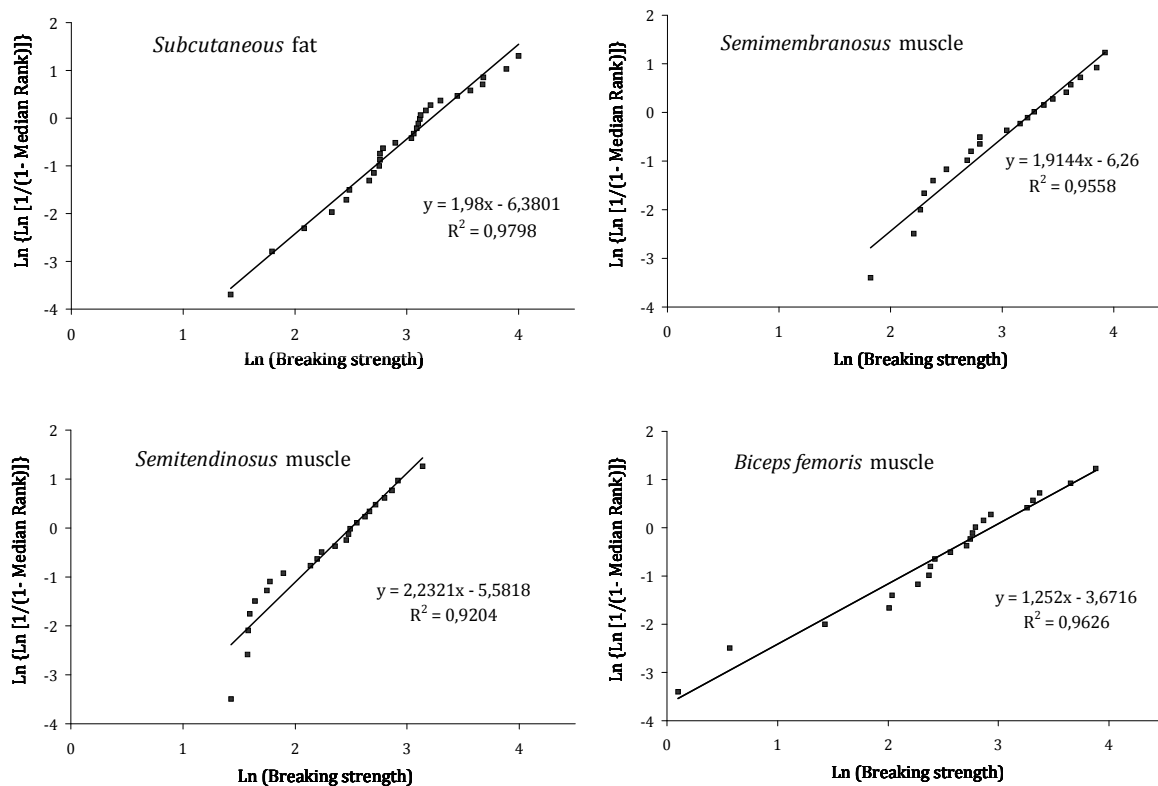 Subcutaneous fat
Ln {Ln [1/(1- Median Rank)]}
2
1
0
-1
-2
-3
-4
y = 1,98x - 6,3801
R² = 0,9798
0 1 2 3 4
Ln (Breaking strength)
Semimembranosus muscle
Ln {Ln [1/(1- Median Rank)]}
2
1
0
-1
-2
-3
-4
y = 1,9144x - 6,26
R² = 0,9558
0 1 2 3 4
Ln (Breaking strength)
Semitendinosus muscle
Ln {Ln [1/(1- Median Rank)]}
2
1
0
-1
-2
-3
-4
y = 2,2321x - 5,5818
R² = 0,9204
0 1 2 3 4
Ln (Breaking strength)
Biceps femoris muscle
Ln {Ln [1/(1- Median Rank)]}
2
1
0
-1
-2
-3
-4
y = 1,252x - 3,6716
R² = 0,9626
0 1 2 3 4
Ln (Breaking strength)